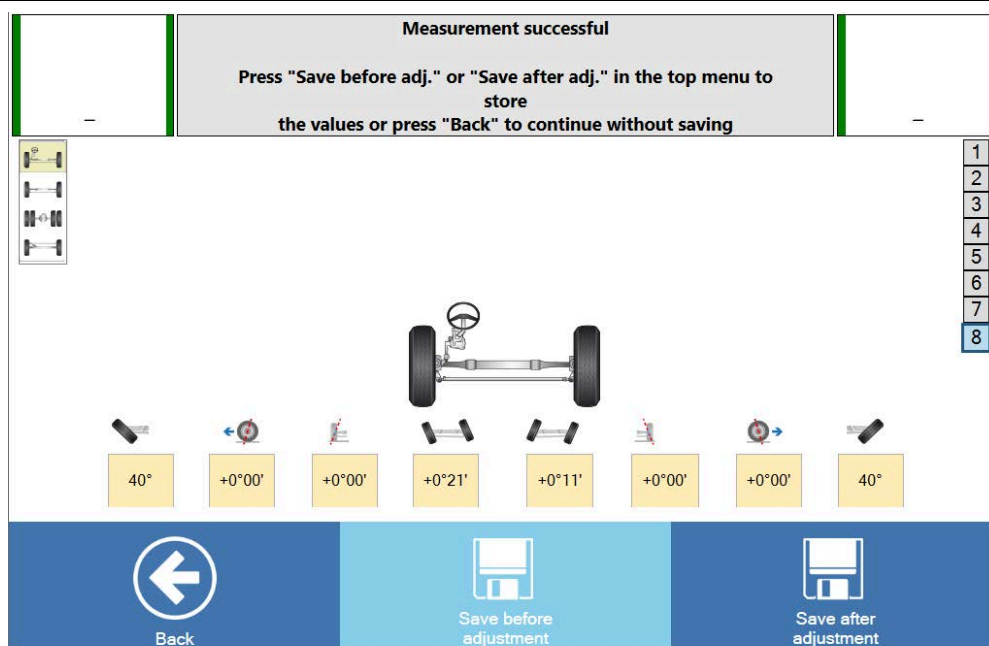 Measurement successful
Press "Save before adj." or "Save after adj." in the top menu to
store
the values or press "Back" to continue without saving
–
–
1
2
3
4
5
6
7
8
40°
+0°00'
+0°00'
+0°21'
+0°11'
+0°00'
+0°00'
40°
Back
Save before
adjustment
Save after
adjustment